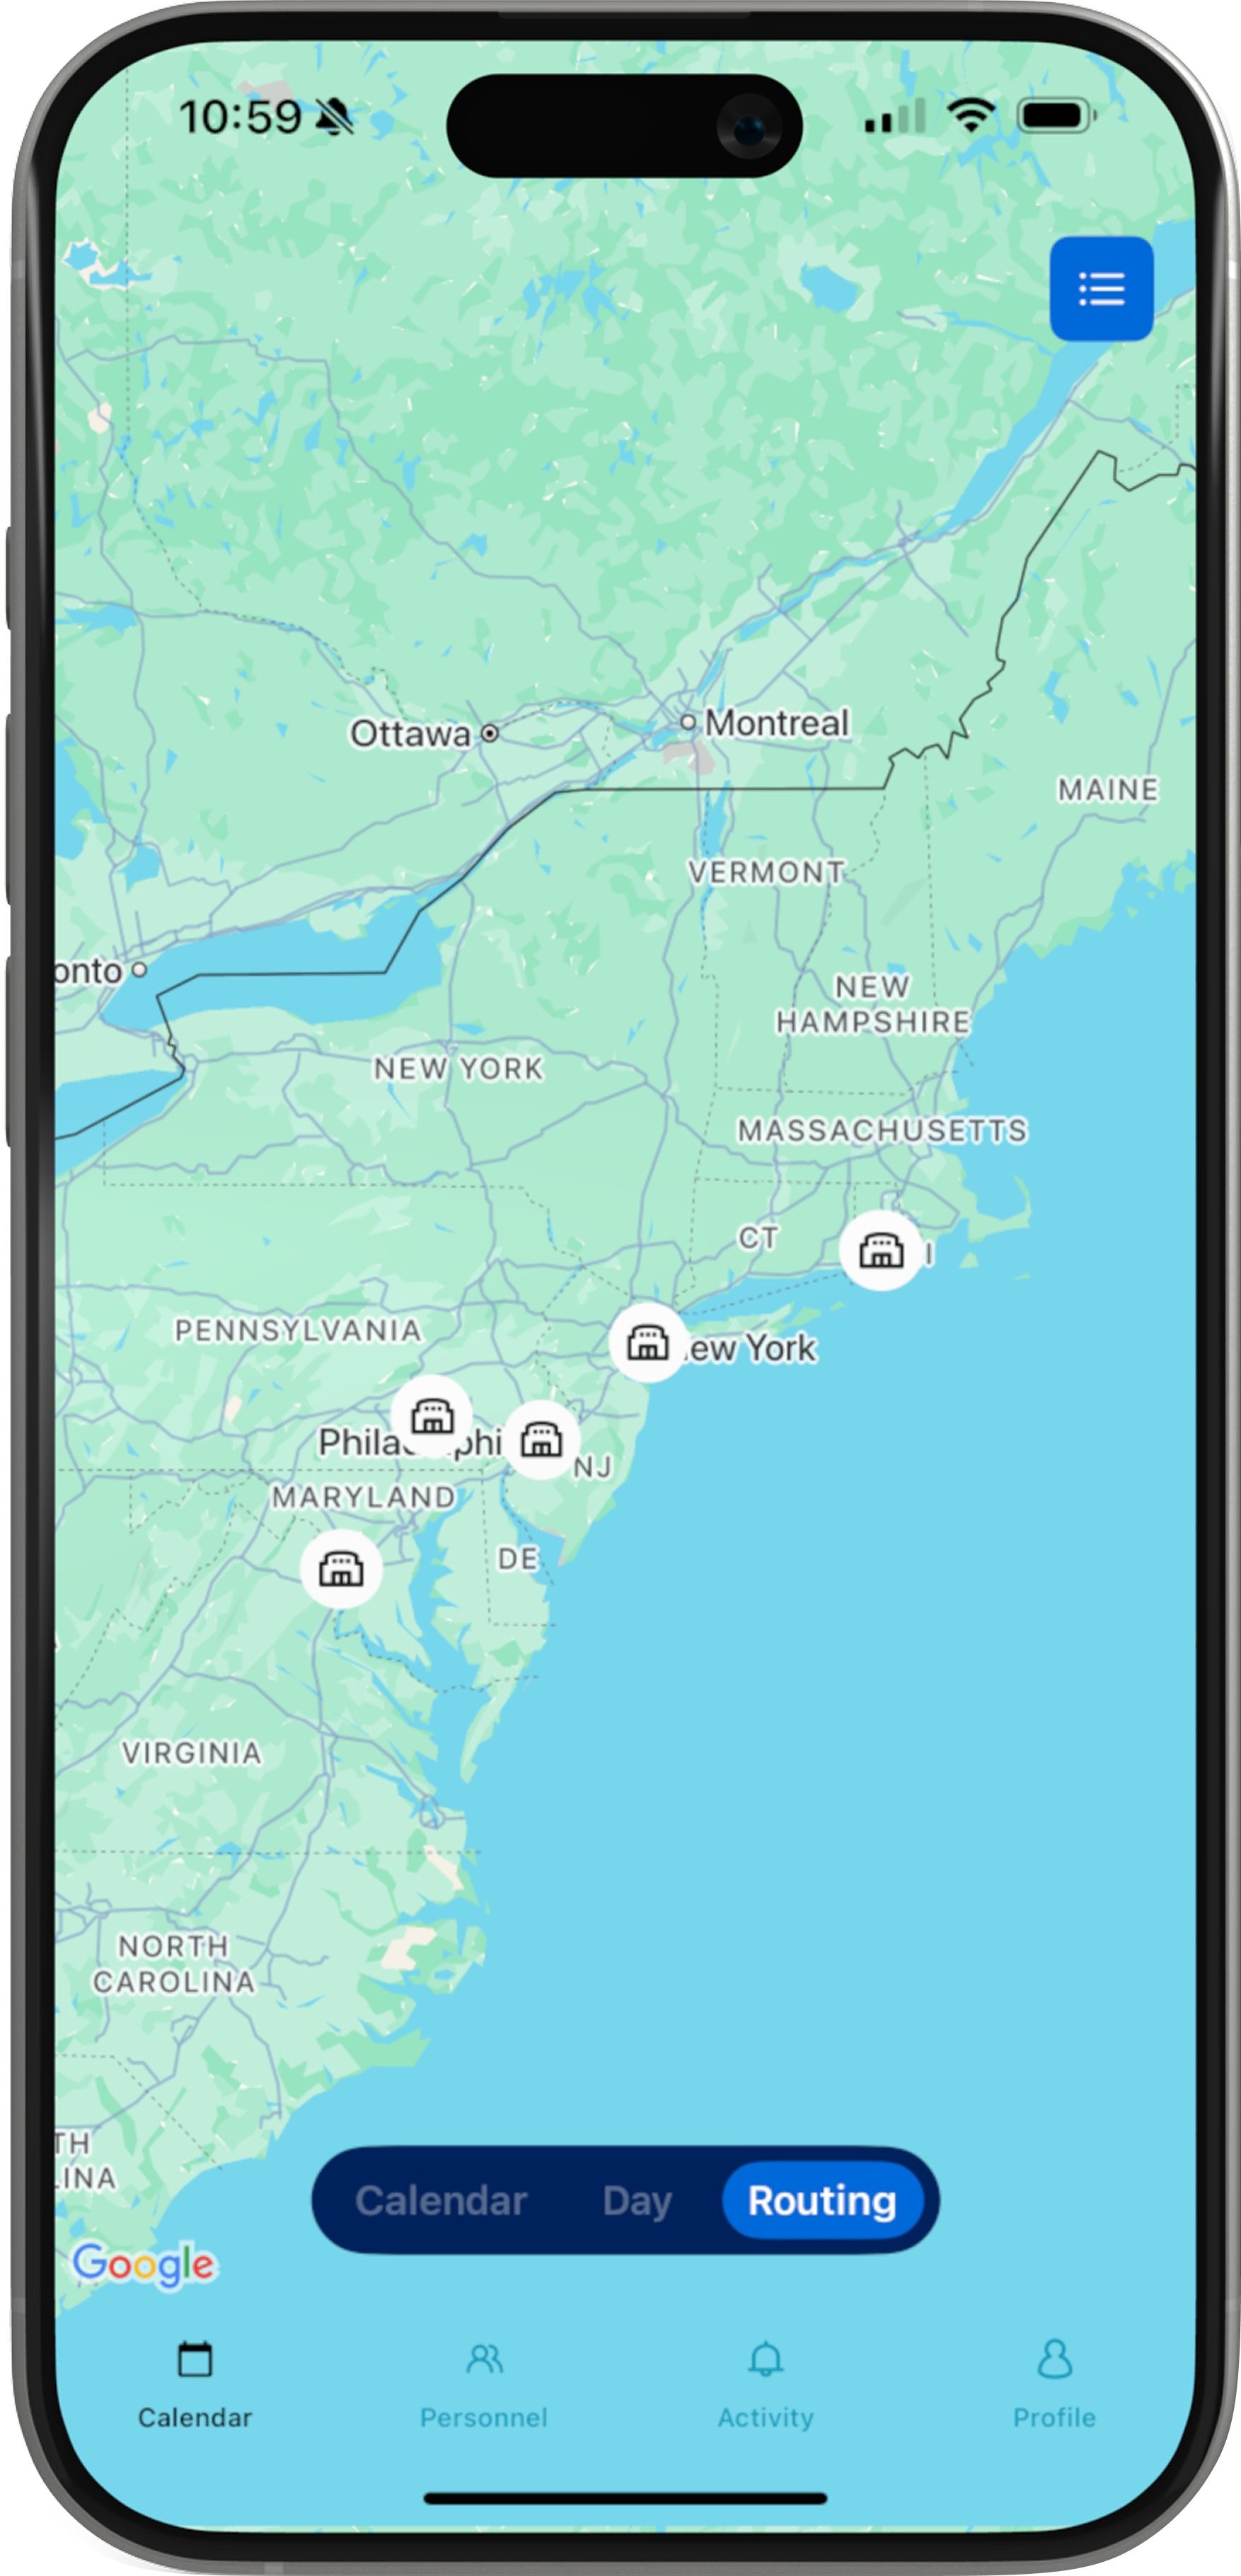 10:59
Ottawa
Montreal
MAINE
VERMONT
onto
NEW
HAMPSHIRE
NEW YORK
MASSACHUSETTS
CT
I
PENNSYLVANIA
ew York
Phila phi
NJ
MARYLAND
DE
VIRGINIA
NORTH
CAROLINA
TH
LINA
Calendar Day Routing
Google
Calendar Personnel Activity Profile